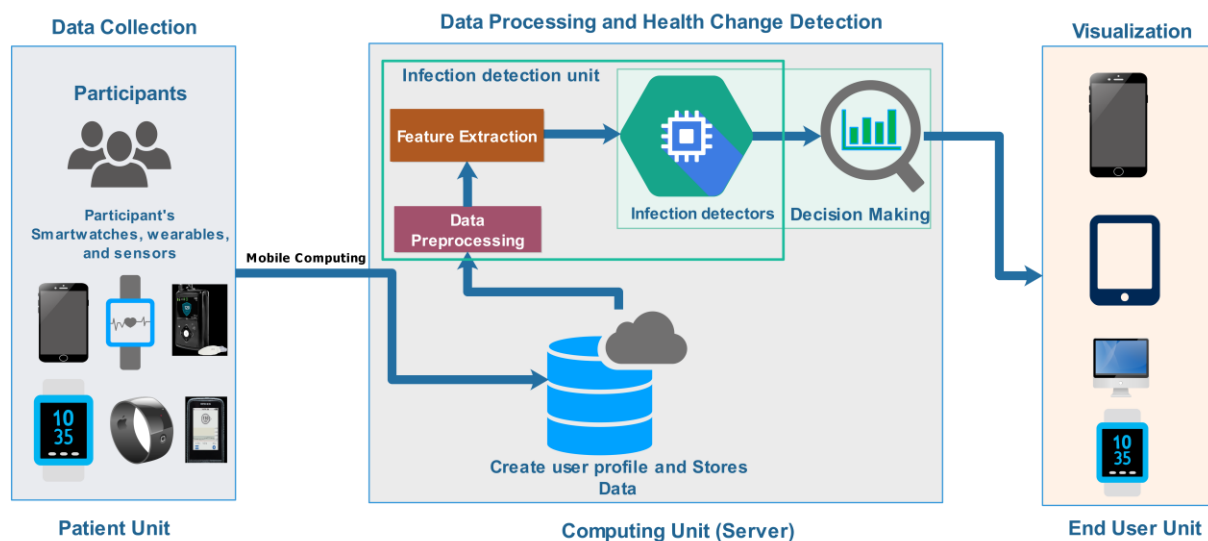 Data Collection
Data Processing and Health Change Detection
Visualization
Participants
Participant's
Smartwatches, wearables,
and sensors
10
35
Patient Unit
Mobile Computing
Infection detection unit
Feature Extraction
Data
Preprocessing
Infection detectors
Decision Making
Create user profile and Stores
Data
Computing Unit (Server)
10
35
End User Unit